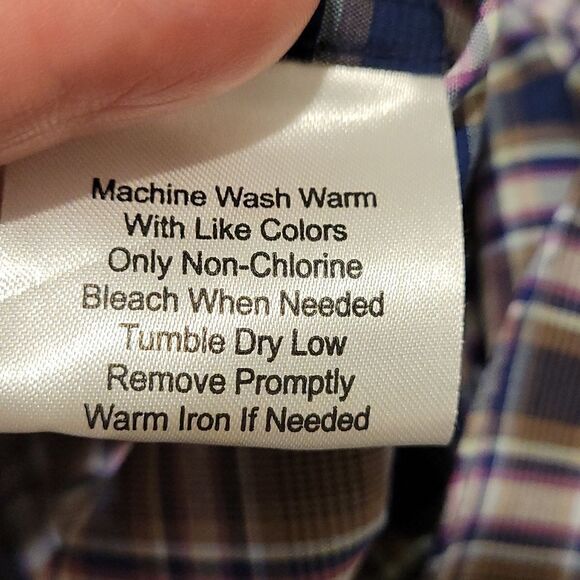 Machine Wash Warm
With Like Colors
Only Non-Chlorine
Bleach When Needed
Tumble Dry Low
Remove Promptly
Warm Iron If Needed